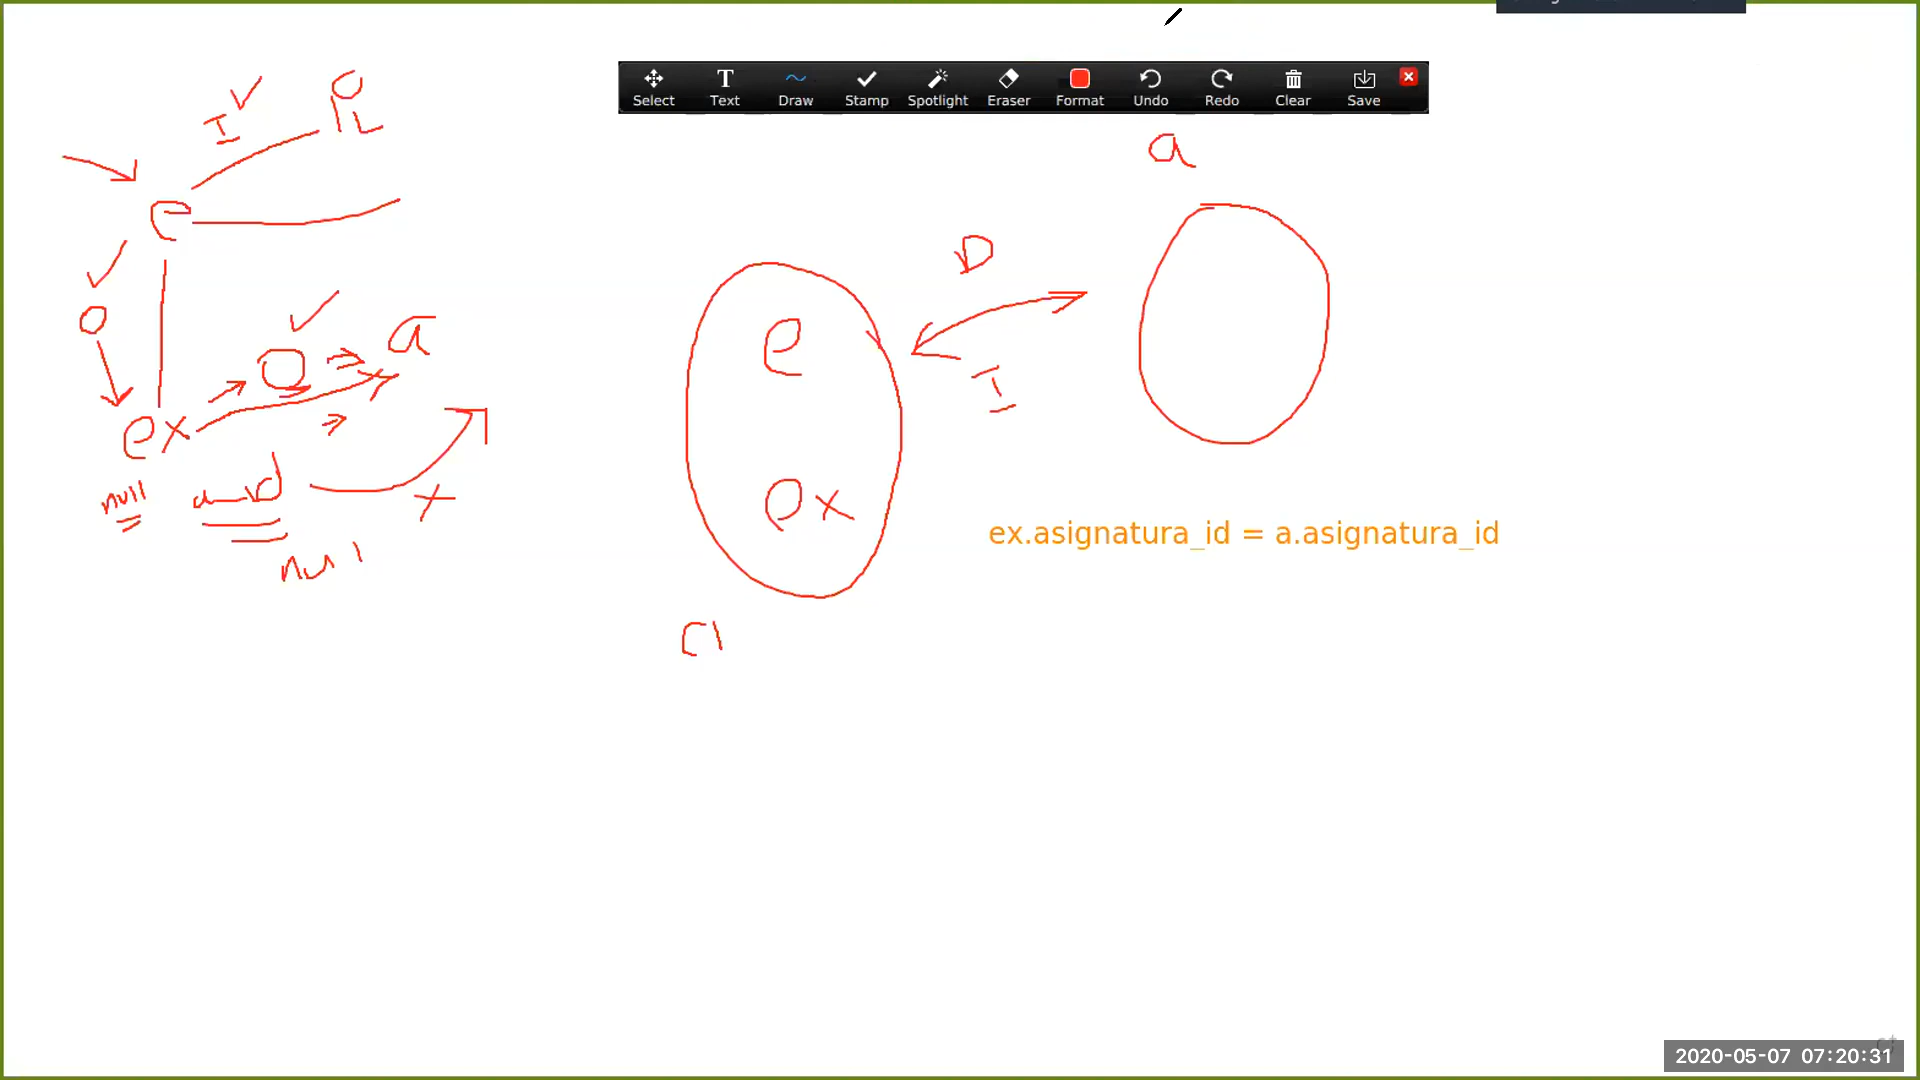 Select Text Draw Stamp Spotlight Eraser Format Undo Redo Clear Save
I
a
e
D
O
a
e
I
ex
ex
null
a_id
ex.asignatura_id = a.asignatura_id
null
2020-05-07 07:20:31